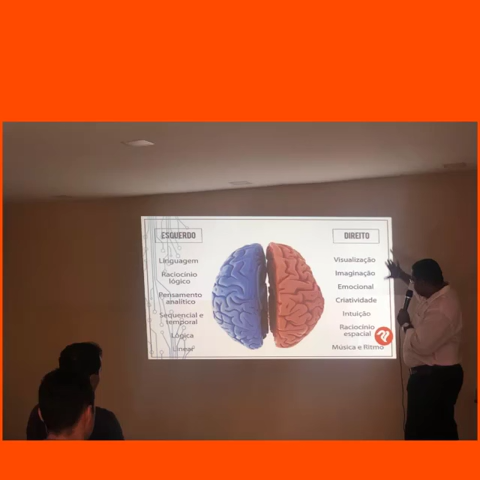 ESQUERDO
Linguagem
Raciocínio
lógico
Pensamento
analítico
Sequencial e
temporal
Lógica
Linear
DIREITO
Visualização
Imaginação
Emocional
Criatividade
Intuição
Raciocínio
espacial
Música e Ritmo